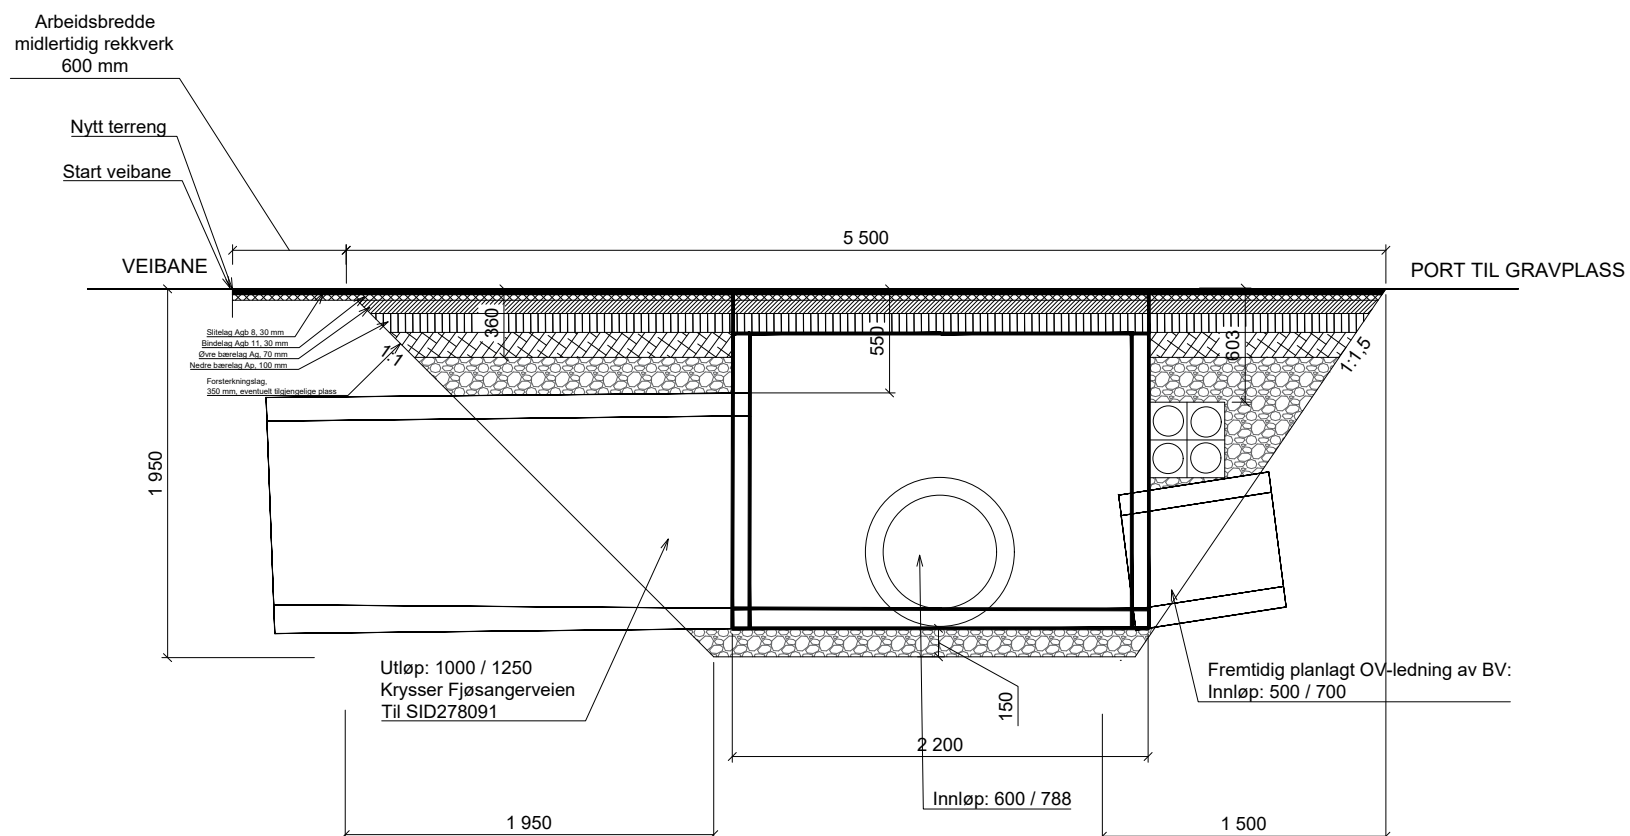 Arbeidsbredde
midlertidig rekkverk
600 mm
Nytt terreng
Start veibane
5 500
VEIBANE
PORT TIL GRAVPLASS
Slitelag Agb 8, 30 mm
Bindelag Agb 11, 30 mm
Øvre bærelag Ag, 70 mm
Nedre bærelag Ap, 100 mm
Forsterkningslag,
350 mm, eventuelt tilgjengelige plass
1:1
360
550
603
1:1,5
1 950
Utløp: 1000 / 1250
Krysser Fjøsangerveien
Til SID278091
150
Fremtidig planlagt OV-ledning av BV:
Innløp: 500 / 700
2 200
Innløp: 600 / 788
1 950
1 500